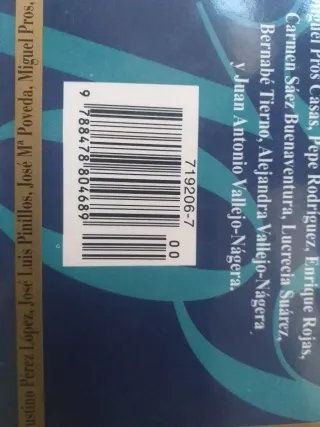 Miguel Pros Casas, Pepe Rodríguez, Enrique Rojas,
Carmen Sáez Buenaventura, Lucrecia Suárez,
Bernabé Tierno, Alejandra Vallejo-Nágera
y Juan Antonio Vallejo-Nágera.
719206-7
00
9 788478 804689
Pérez López, José Luis Pinillos, José Mª Poveda, Miguel Pros,